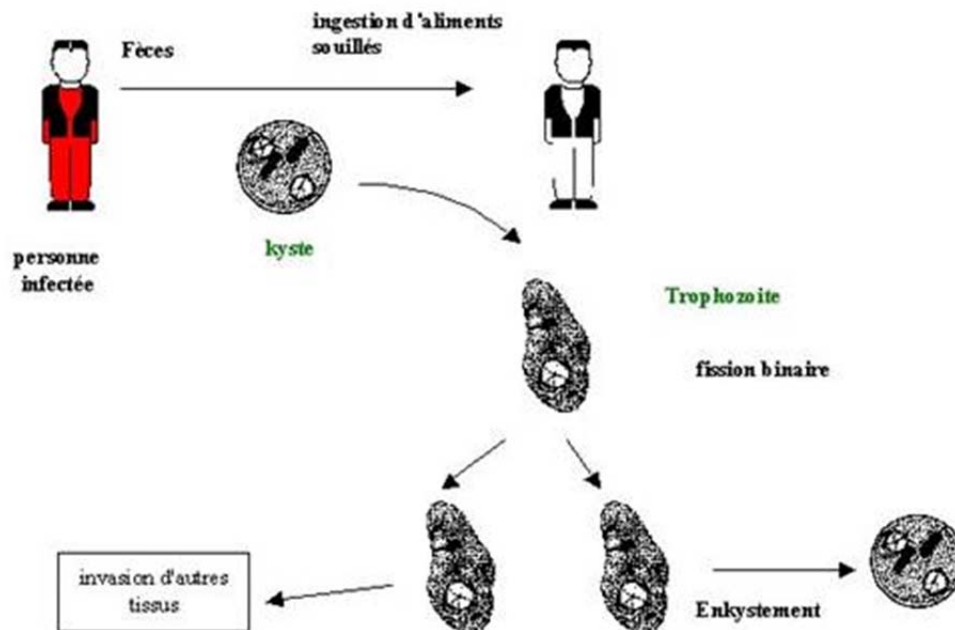 Fèces
ingestion d'aliments
souillés
personne
infectée
kyste
Trophozoite
fission binaire
invasion d'autres
tissus
Enkystement